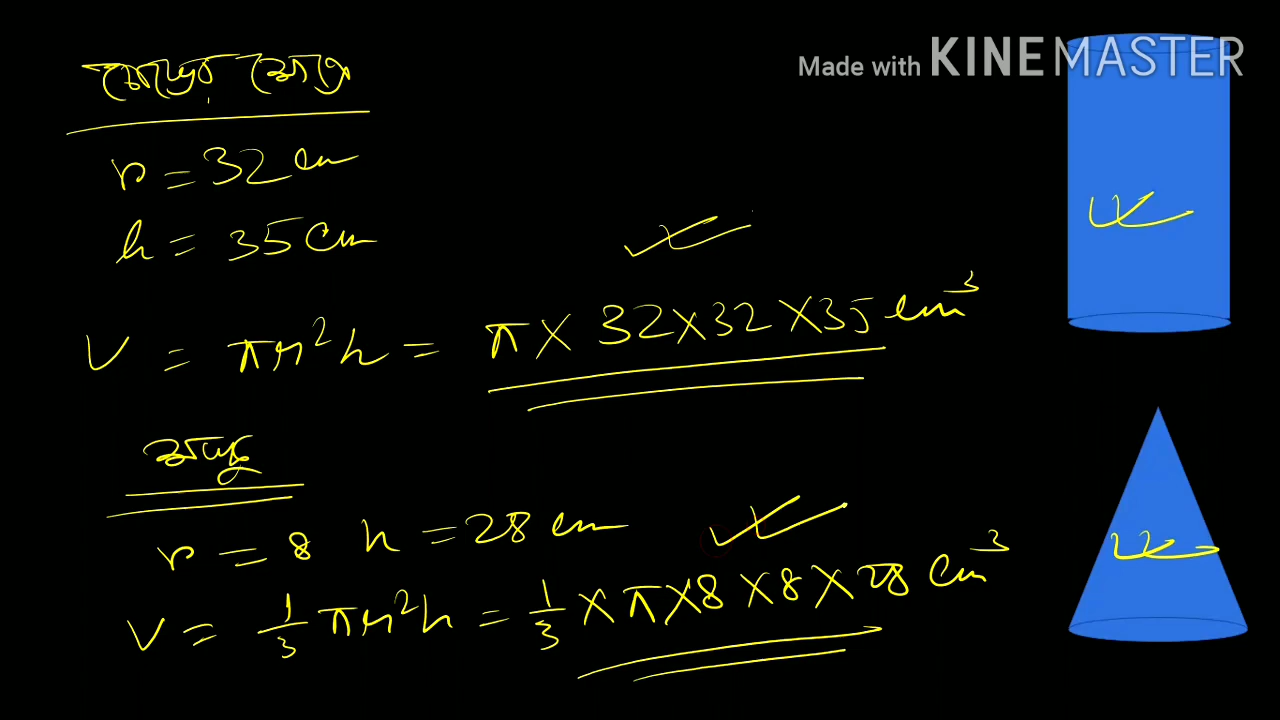 Made with KINEMASTER
r = 32 cm
h = 35 cm
V = πr²h = π × 32 × 32 × 35 cm³
r = 8 h = 28 cm
V = 1/3 πr²h = 1/3 × π × 8 × 8 × 28 cm³